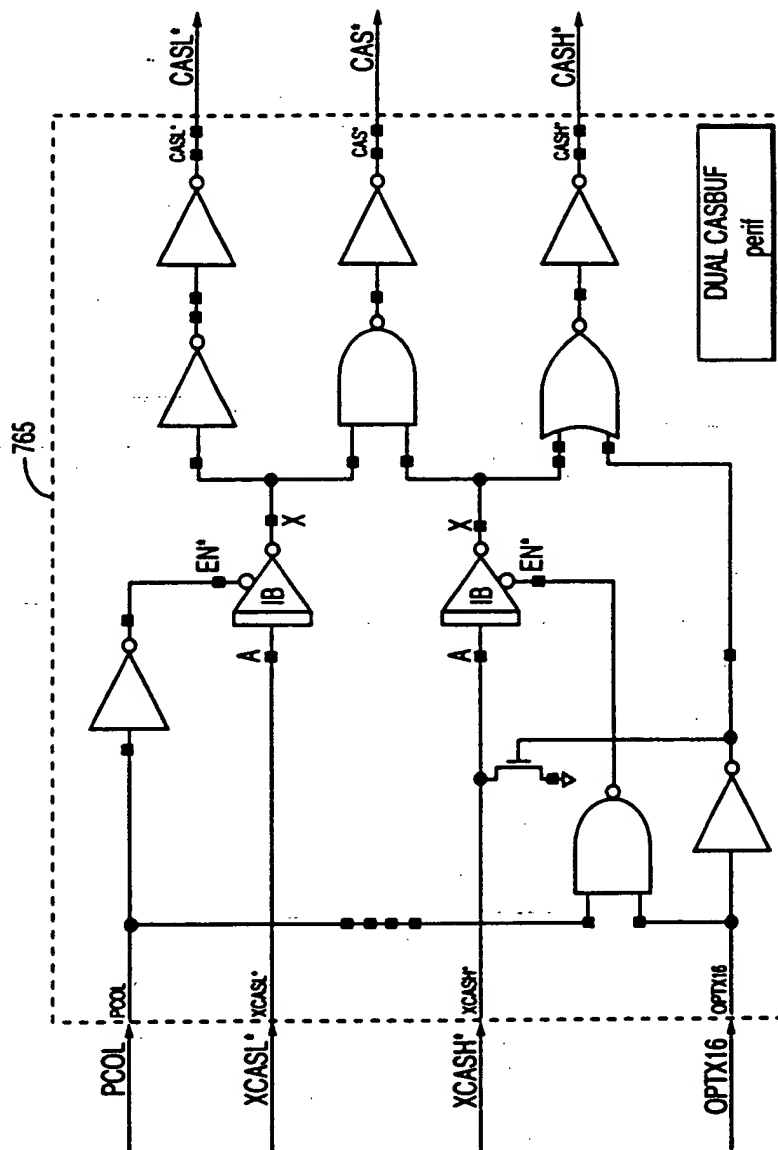 765
CASL*
CAS*
CASH*
CASL*
CAS*
CASH*
DUAL CASBUF
perif
EN*
X
IB
A
X
EN*
IB
A
PCOL
XCASL*
XCASH*
OPTX16
PCOL
XCASL*
XCASH*
OPTX16